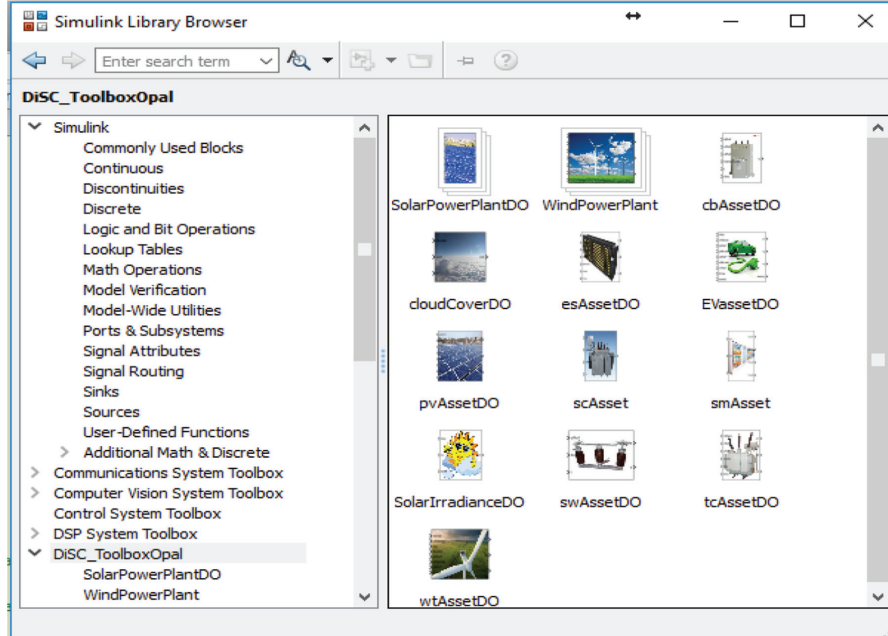 Simulink Library Browser
Enter search term
DiSC_ToolboxOpal
Simulink
Commonly Used Blocks
Continuous
Discontinuities
Discrete
Logic and Bit Operations
Lookup Tables
Math Operations
Model Verification
Model-Wide Utilities
Ports & Subsystems
Signal Attributes
Signal Routing
Sinks
Sources
User-Defined Functions
Additional Math & Discrete
Communications System Toolbox
Computer Vision System Toolbox
Control System Toolbox
DSP System Toolbox
DiSC_ToolboxOpal
SolarPowerPlantDO
WindPowerPlant
SolarPowerPlantDO WindPowerPlant cbAssetDO
cloudCoverDO esAssetDO EVassetDO
pvAssetDO scAsset smAsset
SolarIrradianceDO swAssetDO tcAssetDO
wtAssetDO